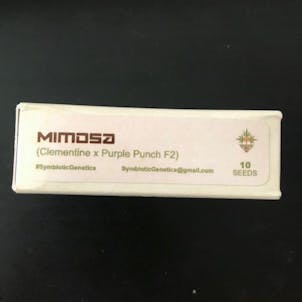 MIMOSA
(Clementine x Purple Punch F2)
#SymbioticGenetics SymbioticGenetics@gmail.com
10
SEEDS